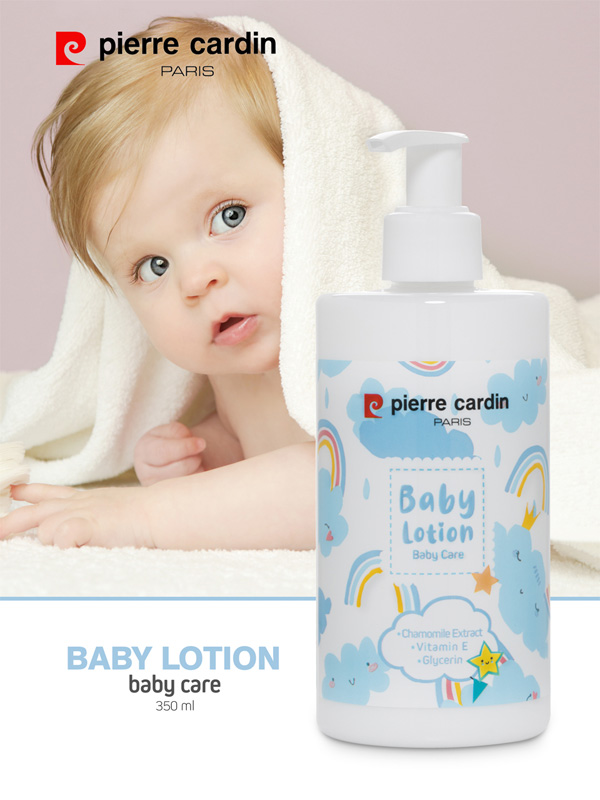 pierre cardin
PARIS
pierre cardin
PARIS
Baby
Lotion
Baby Care
•Chamomile Extract
•Vitamin E
•Glycerin
BABY LOTION
baby care
350 ml